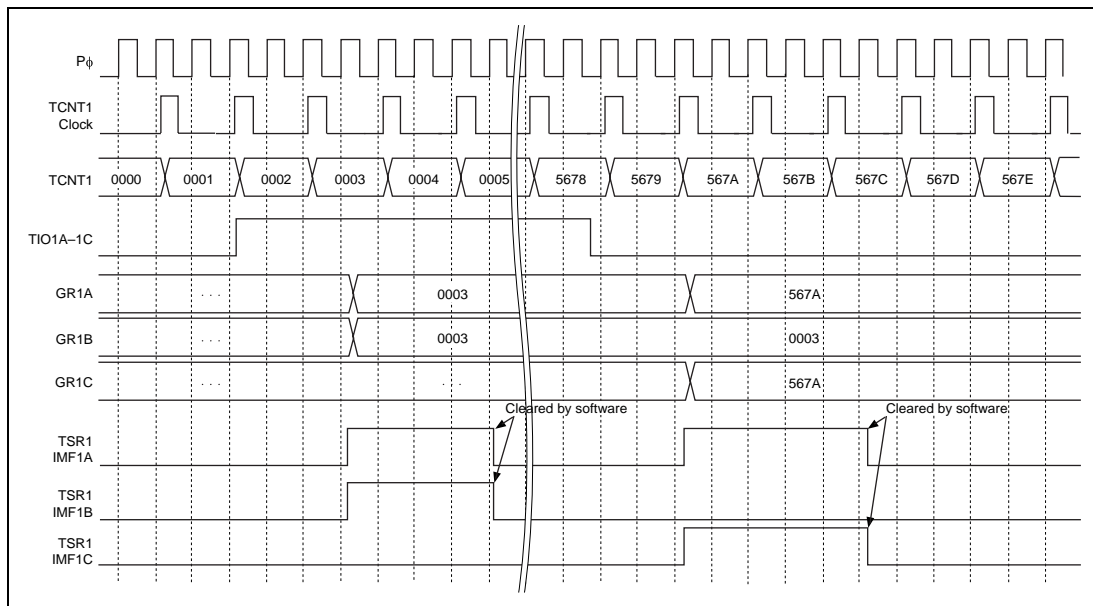 Pφ
TCNT1
Clock
TCNT1 0000 0001 0002 0003 0004 0005 5678 5679 567A 567B 567C 567D 567E
TIO1A–1C
GR1A . . . 0003 567A
GR1B . . . 0003 0003
GR1C . . . . . . 567A
Cleared by software Cleared by software
TSR1
IMF1A
TSR1
IMF1B
TSR1
IMF1C